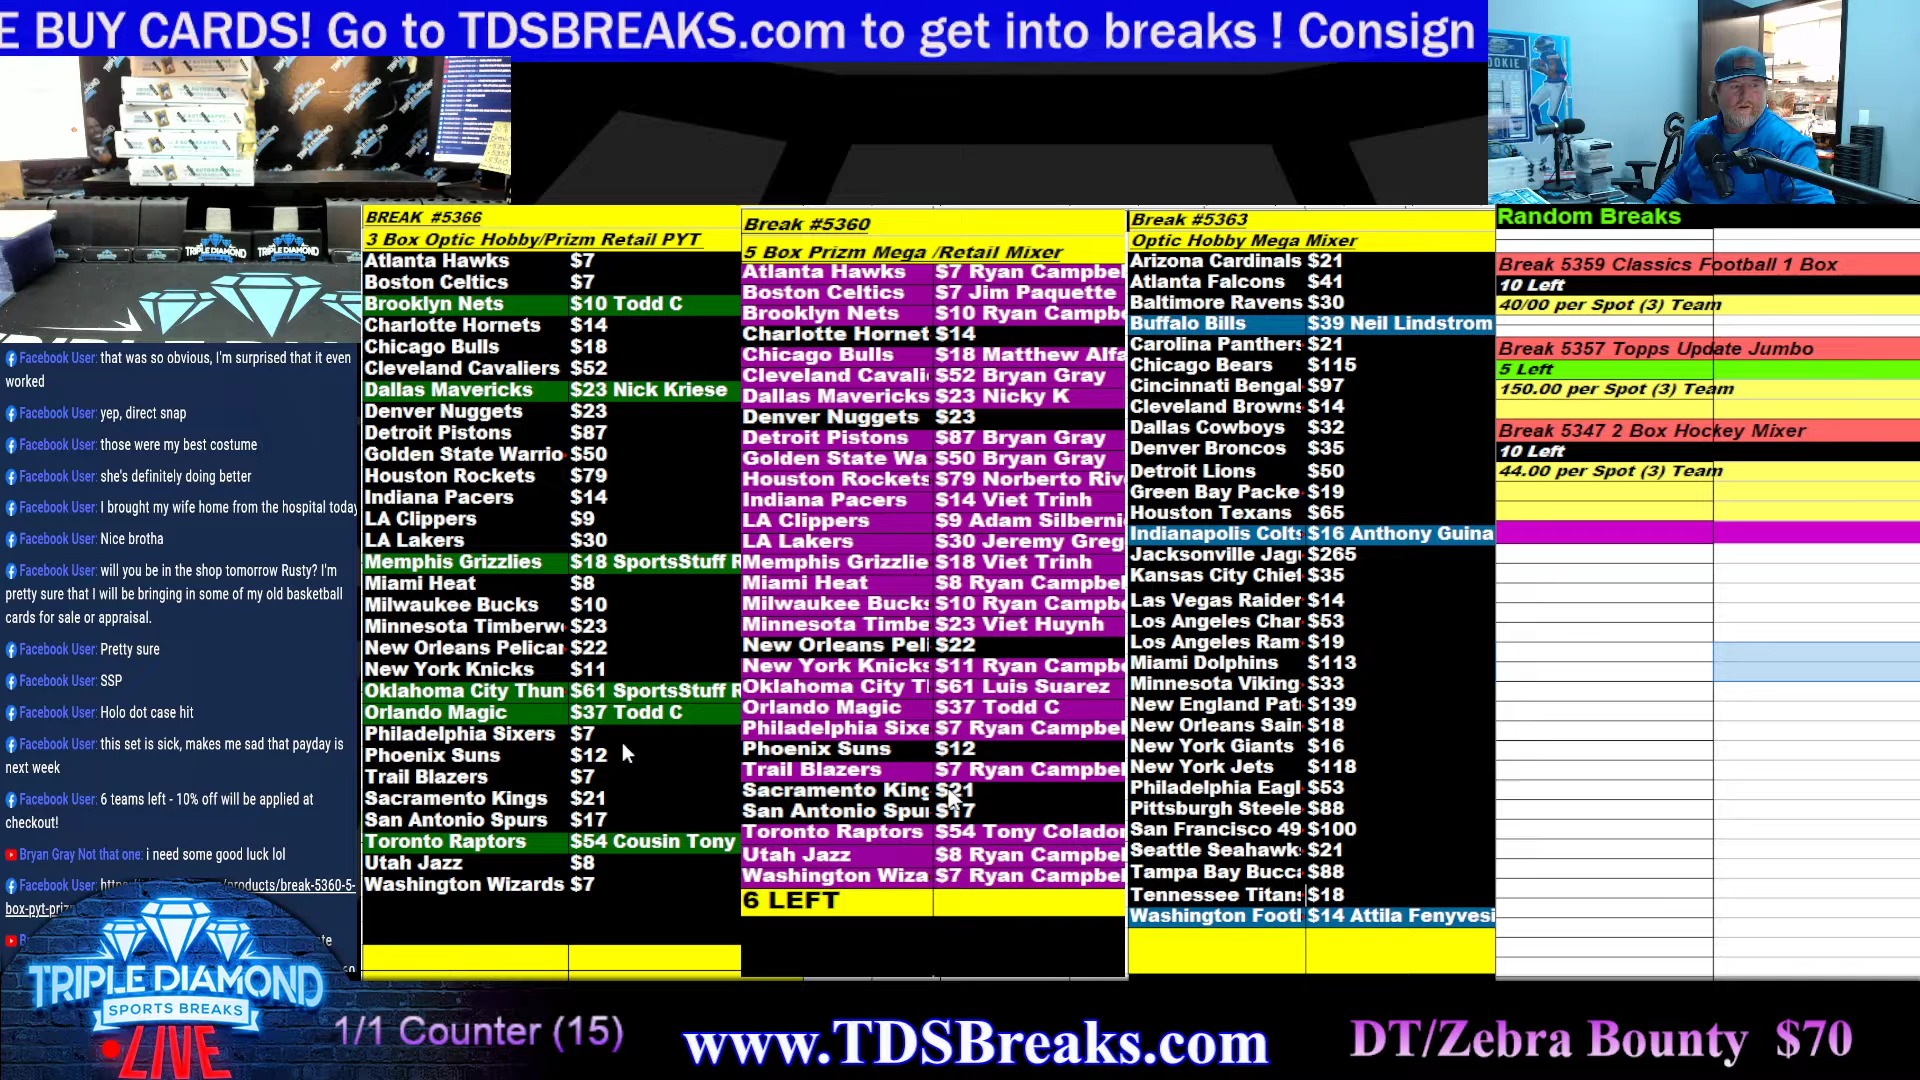 E BUY CARDS! Go to TDSBREAKS.com to get into breaks ! Consign
TRIPLE DIAMOND
TRIPLE DIAMOND
Facebook User: that was so obvious, I'm surprised that it even
worked
Facebook User: yep, direct snap
Facebook User: those were my best costume
Facebook User: she's definitely doing better
Facebook User: I brought my wife home from the hospital today
Facebook User: Nice brotha
Facebook User: will you be in the shop tomorrow Rusty? I'm
pretty sure that I will be bringing in some of my old basketball
cards for sale or appraisal.
Facebook User: Pretty sure
Facebook User: SSP
Facebook User: Holo dot case hit
Facebook User: this set is sick, makes me sad that payday is
next week
Facebook User: 6 teams left - 10% off will be applied at
checkout!
Bryan Gray Not that one: i need some good luck lol
Facebook User: /products/break-5360-5-
TRIPLE DIAMOND
SPORTS BREAKS
LIVE
BREAK #5366
3 Box Optic Hobby/Prizm Retail PYT
Atlanta Hawks $7
Boston Celtics $7
Brooklyn Nets $10 Todd C
Charlotte Hornets $14
Chicago Bulls $18
Cleveland Cavaliers $52
Dallas Mavericks $23 Nick Kriese
Denver Nuggets $23
Detroit Pistons $87
Golden State Warrio $50
Houston Rockets $79
Indiana Pacers $14
LA Clippers $9
LA Lakers $30
Memphis Grizzlies $18 SportsStuff R
Miami Heat $8
Milwaukee Bucks $10
Minnesota Timberw $23
New Orleans Pelican $22
New York Knicks $11
Oklahoma City Thun $61 SportsStuff R
Orlando Magic $37 Todd C
Philadelphia Sixers $7
Phoenix Suns $12
Trail Blazers $7
Sacramento Kings $21
San Antonio Spurs $17
Toronto Raptors $54 Cousin Tony
Utah Jazz $8
Washington Wizards $7
Break #5360
5 Box Prizm Mega /Retail Mixer
Atlanta Hawks $7 Ryan Campbel
Boston Celtics $7 Jim Paquette
Brooklyn Nets $10 Ryan Campbe
Charlotte Hornet $14
Chicago Bulls $18 Matthew Alfa
Cleveland Cavali $52 Bryan Gray
Dallas Mavericks $23 Nicky K
Denver Nuggets $23
Detroit Pistons $87 Bryan Gray
Golden State Wa $50 Bryan Gray
Houston Rockets $79 Norberto Riv
Indiana Pacers $14 Viet Trinh
LA Clippers $9 Adam Silberni
LA Lakers $30 Jeremy Greg
Memphis Grizzlie $18 Viet Trinh
Miami Heat $8 Ryan Campbel
Milwaukee Bucks $10 Ryan Campbe
Minnesota Timbe $23 Viet Huynh
New Orleans Peli $22
New York Knicks $11 Ryan Campbe
Oklahoma City T $61 Luis Suarez
Orlando Magic $37 Todd C
Philadelphia Sixe $7 Ryan Campbel
Phoenix Suns $12
Trail Blazers $7 Ryan Campbel
Sacramento King $21
San Antonio Spu $17
Toronto Raptors $54 Tony Colador
Utah Jazz $8 Ryan Campbel
Washington Wiza $7 Ryan Campbel
6 LEFT
Break #5363
Optic Hobby Mega Mixer
Arizona Cardinals $21
Atlanta Falcons $41
Baltimore Ravens $30
Buffalo Bills $39 Neil Lindstrom
Carolina Panthers $21
Chicago Bears $115
Cincinnati Bengal $97
Cleveland Browns $14
Dallas Cowboys $32
Denver Broncos $35
Detroit Lions $50
Green Bay Packe $19
Houston Texans $65
Indianapolis Colts $16 Anthony Guina
Jacksonville Jagu $265
Kansas City Chief $35
Las Vegas Raider $14
Los Angeles Char $53
Los Angeles Ram $19
Miami Dolphins $113
Minnesota Viking $33
New England Pat $139
New Orleans Sain $18
New York Giants $16
New York Jets $118
Philadelphia Eagl $53
Pittsburgh Steele $88
San Francisco 49 $100
Seattle Seahawk $21
Tampa Bay Bucc $88
Tennessee Titans $18
Washington Footl $14 Attila Fenyvesi
Random Breaks
Break 5359 Classics Football 1 Box
10 Left
40/00 per Spot (3) Team
Break 5357 Topps Update Jumbo
5 Left
150.00 per Spot (3) Team
Break 5347 2 Box Hockey Mixer
10 Left
44.00 per Spot (3) Team
1/1 Counter (15)
www.TDSBreaks.com
DT/Zebra Bounty $70